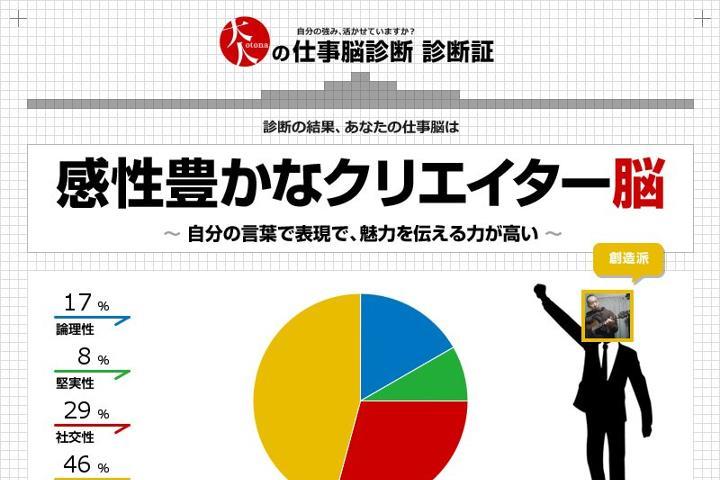 自分の強み、活かせていますか?
大人 otona の仕事脳診断 診断証
診断の結果、あなたの仕事脳は
感性豊かなクリエイター脳
～ 自分の言葉で表現で、魅力を伝える力が高い ～
創造派
17 %
論理性
8 %
堅実性
29 %
社交性
46 %